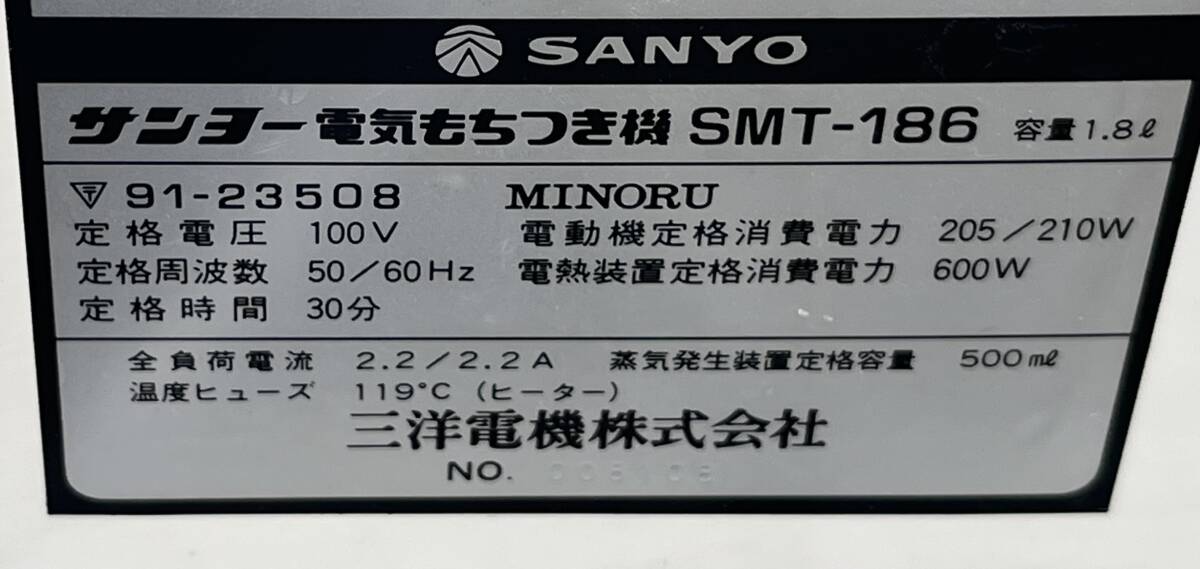 SANYO
サンヨー電気もちつき機 SMT-186 容量1.8ℓ
91-23508 MINORU
定格電圧 100V 電動機定格消費電力 205/210W
定格周波数 50/60Hz 電熱装置定格消費電力 600W
定格時間 30分
全負荷電流 2.2/2.2A 蒸気発生装置定格容量 500mℓ
温度ヒューズ 119°C (ヒーター)
三洋電機株式会社
NO.